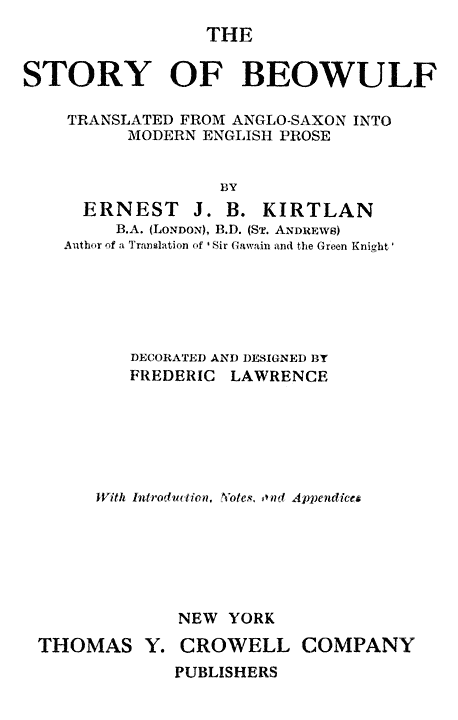 THE
STORY OF BEOWULF
TRANSLATED FROM ANGLO-SAXON INTO
MODERN ENGLISH PROSE
BY
ERNEST J. B. KIRTLAN
B.A. (London), B.D. (St. Andrews)
Author of a Translation of ' Sir Gawain and the Green Knight '
DECORATED AND DESIGNED BY
FREDERIC LAWRENCE
With Introduction, Notes, and Appendices
NEW YORK
THOMAS Y. CROWELL COMPANY
PUBLISHERS